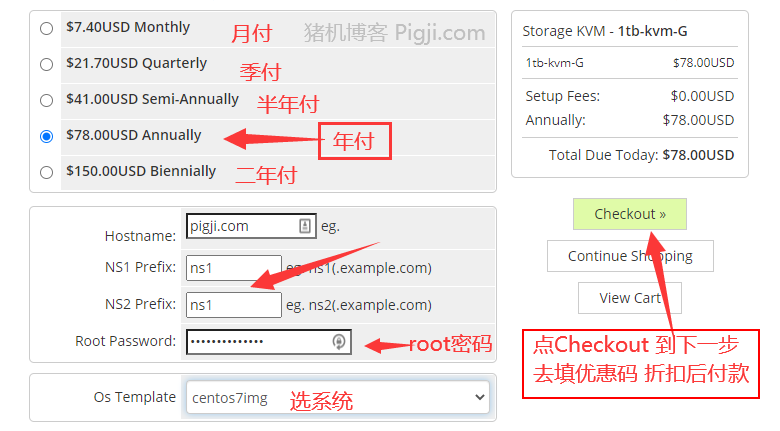 $7.40USD Monthly 月付 猪机博客 Pigji.com
$21.70USD Quarterly 季付
$41.00USD Semi-Annually 半年付
$78.00USD Annually 年付
$150.00USD Biennially 二年付
Hostname: pigji.com eg.
NS1 Prefix: ns1 eg. ns1(.example.com)
NS2 Prefix: ns1 eg. ns2(.example.com)
Root Password: •••••••••••••• root密码
Os Template centos7img 选系统
Storage KVM - 1tb-kvm-G
1tb-kvm-G $78.00USD
Setup Fees: $0.00USD
Annually: $78.00USD
Total Due Today: $78.00USD
Checkout »
Continue Shopping
View Cart
点Checkout 到下一步
去填优惠码 折扣后付款